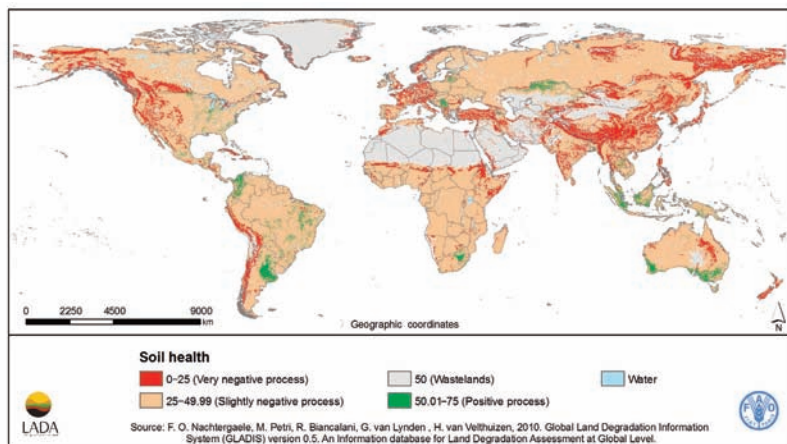 0 2250 4500 9000
km
Geographic coordinates
N
Soil health
0–25 (Very negative process)
50 (Wastelands)
Water
25–49.99 (Slightly negative process)
50.01–75 (Positive process)
LADA
FAO
Source: F. O. Nachtergaele, M. Petri, R. Biancalani, G. van Lynden , H. van Velthuizen, 2010. Global Land Degradation Information
System (GLADIS) version 0.5. An Information database for Land Degradation Assessment at Global Level.